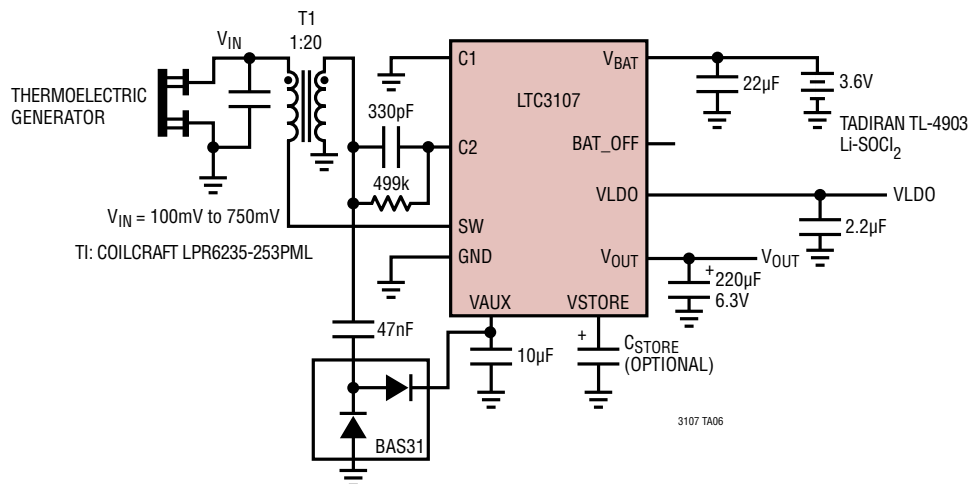 T1
1:20
V_IN
THERMOELECTRIC
GENERATOR
330pF
499k
V_IN = 100mV to 750mV
TI: COILCRAFT LPR6235-253PML
47nF
BAS31
C1
C2
SW
GND
VAUX
LTC3107
V_BAT
BAT_OFF
VLDO
V_OUT
VSTORE
22µF
3.6V
TADIRAN TL-4903
Li-SOCl2
VLDO
2.2µF
V_OUT
+
220µF
6.3V
10µF
+
C_STORE
(OPTIONAL)
3107 TA06